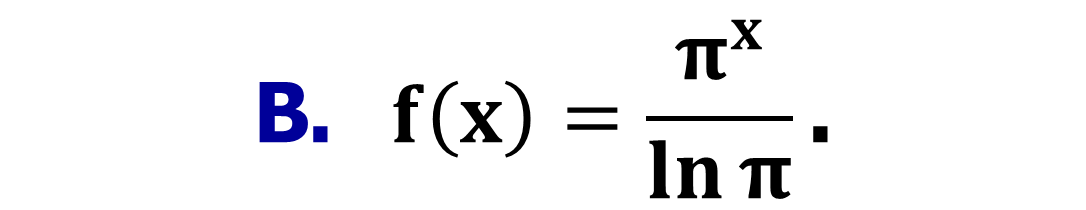 B. f(x) = π^x / ln π .